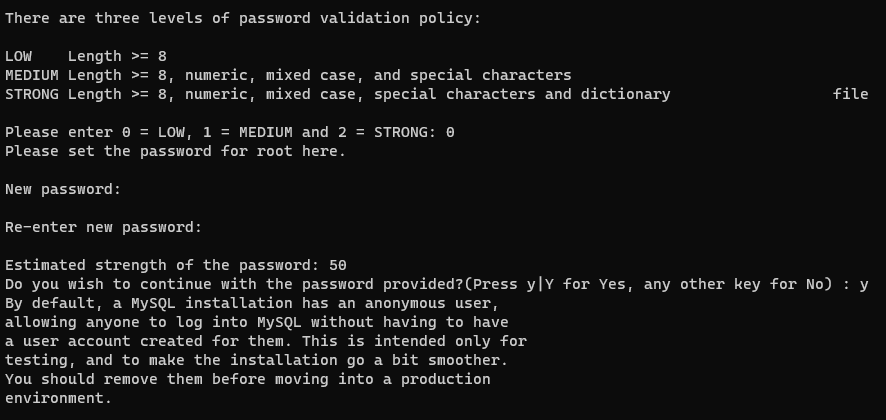 There are three levels of password validation policy:
LOW    Length >= 8
MEDIUM Length >= 8, numeric, mixed case, and special characters
STRONG Length >= 8, numeric, mixed case, special characters and dictionary                  file
Please enter 0 = LOW, 1 = MEDIUM and 2 = STRONG: 0
Please set the password for root here.
New password:
Re-enter new password:
Estimated strength of the password: 50
Do you wish to continue with the password provided?(Press y|Y for Yes, any other key for No) : y
By default, a MySQL installation has an anonymous user,
allowing anyone to log into MySQL without having to have
a user account created for them. This is intended only for
testing, and to make the installation go a bit smoother.
You should remove them before moving into a production
environment.